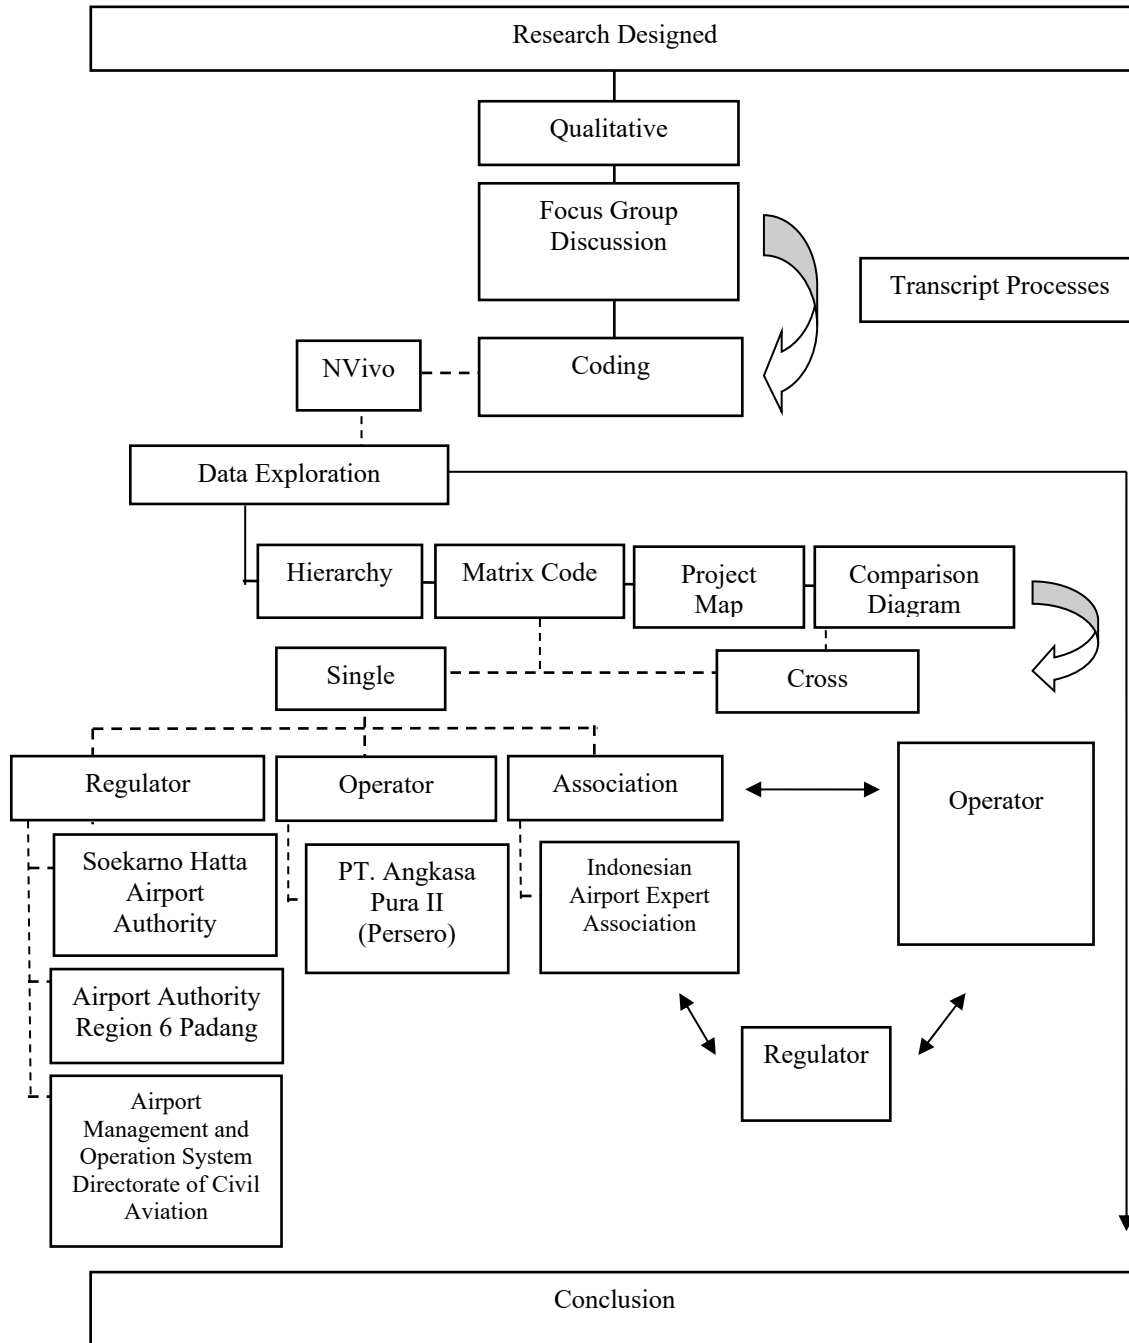 Research Designed
Qualitative
Focus Group
Discussion
Transcript Processes
NVivo
Coding
Data Exploration
Hierarchy
Matrix Code
Project
Map
Comparison
Diagram
Single
Cross
Regulator
Operator
Association
Operator
Soekarno Hatta
Airport
Authority
PT. Angkasa
Pura II
(Persero)
Indonesian
Airport Expert
Association
Airport Authority
Region 6 Padang
Regulator
Airport
Management and
Operation System
Directorate of Civil
Aviation
Conclusion